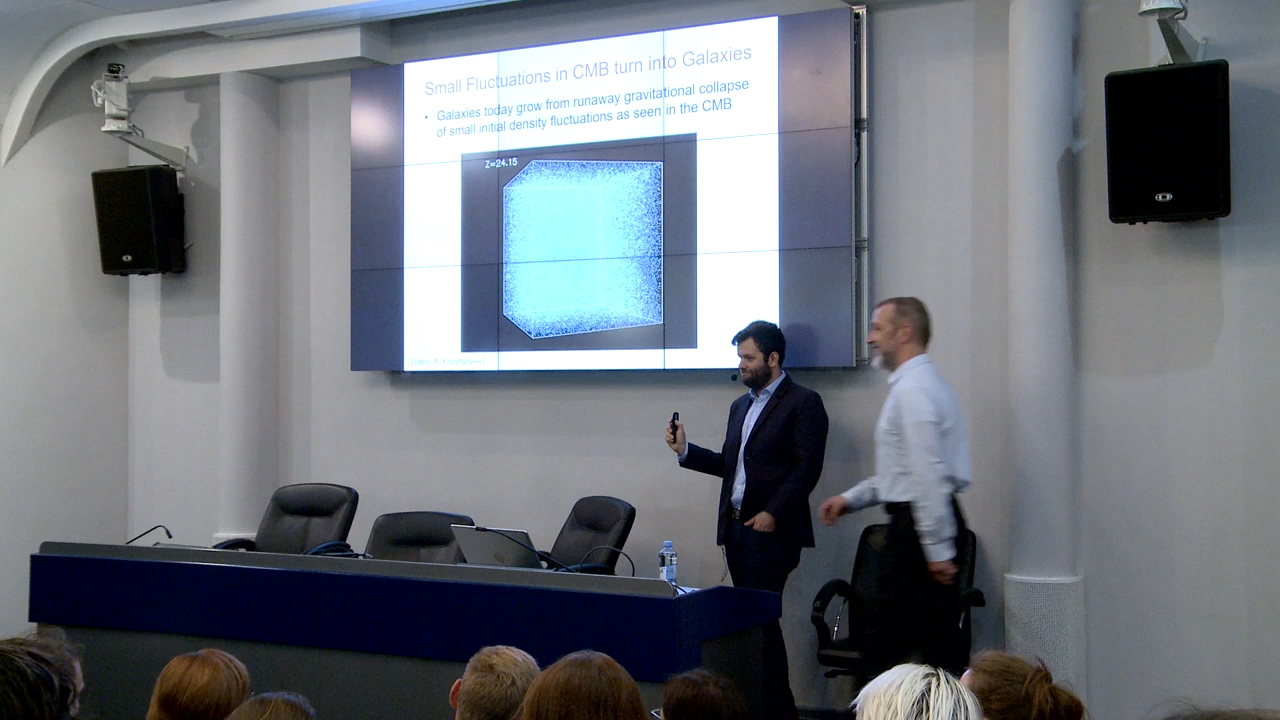 Small Fluctuations in CMB turn into Galaxies
• Galaxies today grow from runaway gravitational collapse
of small initial density fluctuations as seen in the CMB
Z=24.15